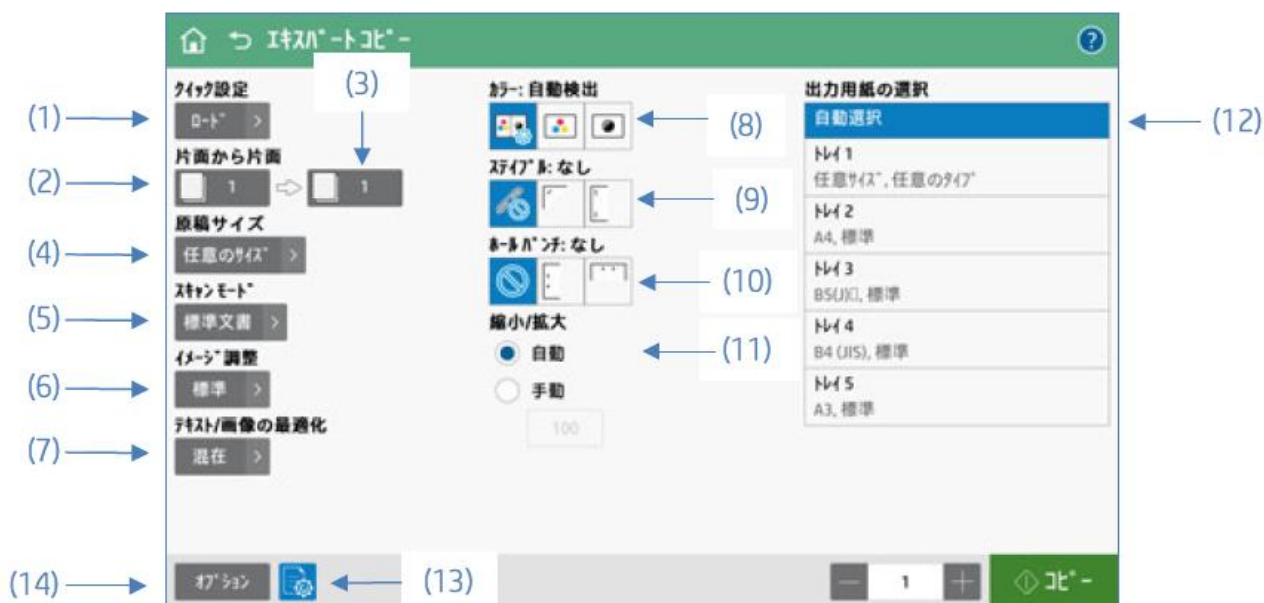 ｴｷｽﾊﾟｰﾄ ｺﾋﾟｰ
?
ｸｲｯｸ設定
(1)
ﾛｰﾄﾞ >
(3)
片面から片面
(2)
1
1
原稿サイズ
(4)
任意のｻｲｽﾞ >
ｽｷｬﾝ ﾓｰﾄﾞ
(5)
標準文書 >
ｲﾒｰｼﾞ調整
(6)
標準 >
ﾃｷｽﾄ/画像の最適化
(7)
混在 >
ｶﾗｰ: 自動検出
(8)
ｽﾃｲﾌﾟﾙ: なし
(9)
ﾎｰﾙ ﾊﾟﾝﾁ: なし
(10)
縮小/拡大
自動
(11)
手動
100
出力用紙の選択
自動選択
(12)
ﾄﾚｲ 1
任意ｻｲｽﾞ, 任意のﾀｲﾌﾟ
ﾄﾚｲ 2
A4, 標準
ﾄﾚｲ 3
B5(J)□, 標準
ﾄﾚｲ 4
B4 (JIS), 標準
ﾄﾚｲ 5
A3, 標準
(14)
ｵﾌﾟｼｮﾝ
(13)
1
ｺﾋﾟｰ